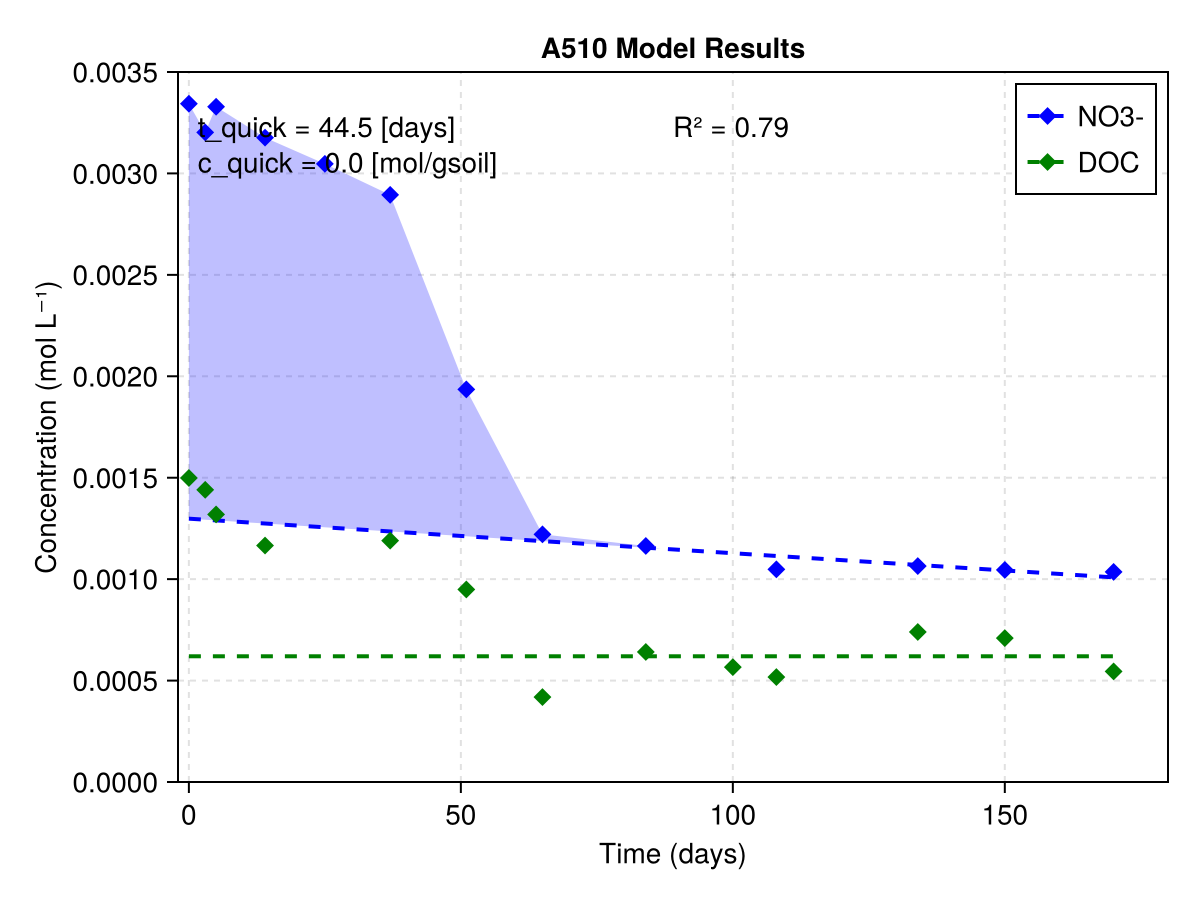 A510 Model Results
0.0035
0.0030
0.0025
0.0020
0.0015
0.0010
0.0005
0.0000
Concentration (mol L⁻¹)
t_quick = 44.5 [days]
c_quick = 0.0 [mol/gsoil]
R² = 0.79
NO3-
DOC
0 50 100 150
Time (days)